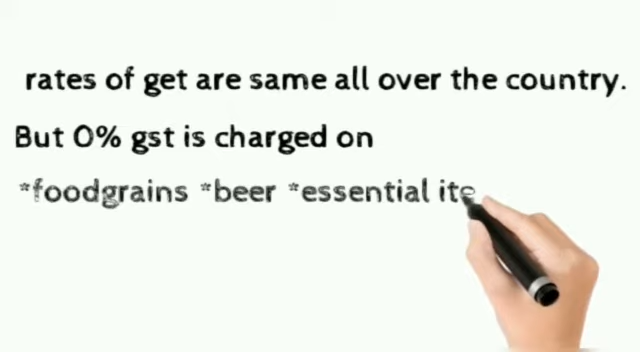 rates of get are same all over the country.
But 0% gst is charged on
*foodgrains *beer *essential ite